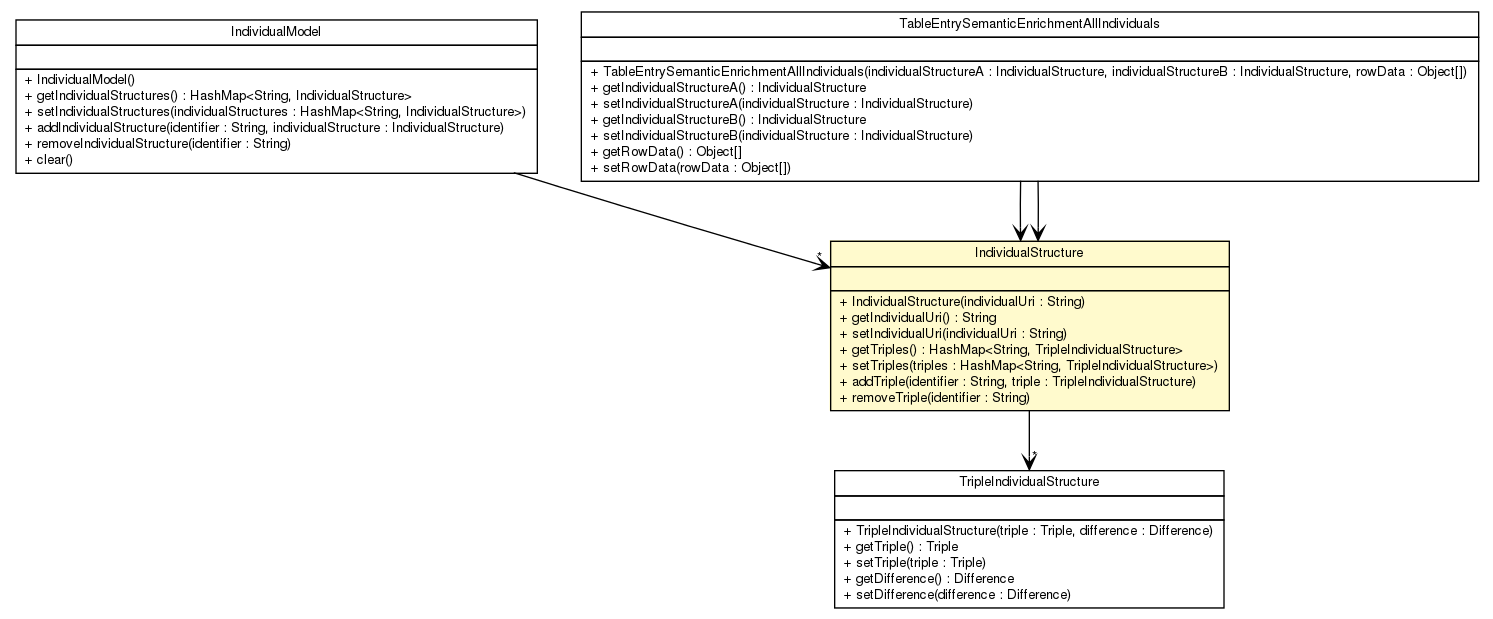 IndividualModel
+ IndividualModel()
+ getIndividualStructures() : HashMap<String, IndividualStructure>
+ setIndividualStructures(individualStructures : HashMap<String, IndividualStructure>)
+ addIndividualStructure(identifier : String, individualStructure : IndividualStructure)
+ removeIndividualStructure(identifier : String)
+ clear()
TableEntrySemanticEnrichmentAllIndividuals
+ TableEntrySemanticEnrichmentAllIndividuals(individualStructureA : IndividualStructure, individualStructureB : IndividualStructure, rowData : Object[])
+ getIndividualStructureA() : IndividualStructure
+ setIndividualStructureA(individualStructure : IndividualStructure)
+ getIndividualStructureB() : IndividualStructure
+ setIndividualStructureB(individualStructure : IndividualStructure)
+ getRowData() : Object[]
+ setRowData(rowData : Object[])
*
IndividualStructure
+ IndividualStructure(individualUri : String)
+ getIndividualUri() : String
+ setIndividualUri(individualUri : String)
+ getTriples() : HashMap<String, TripleIndividualStructure>
+ setTriples(triples : HashMap<String, TripleIndividualStructure>)
+ addTriple(identifier : String, triple : TripleIndividualStructure)
+ removeTriple(identifier : String)
*
TripleIndividualStructure
+ TripleIndividualStructure(triple : Triple, difference : Difference)
+ getTriple() : Triple
+ setTriple(triple : Triple)
+ getDifference() : Difference
+ setDifference(difference : Difference)